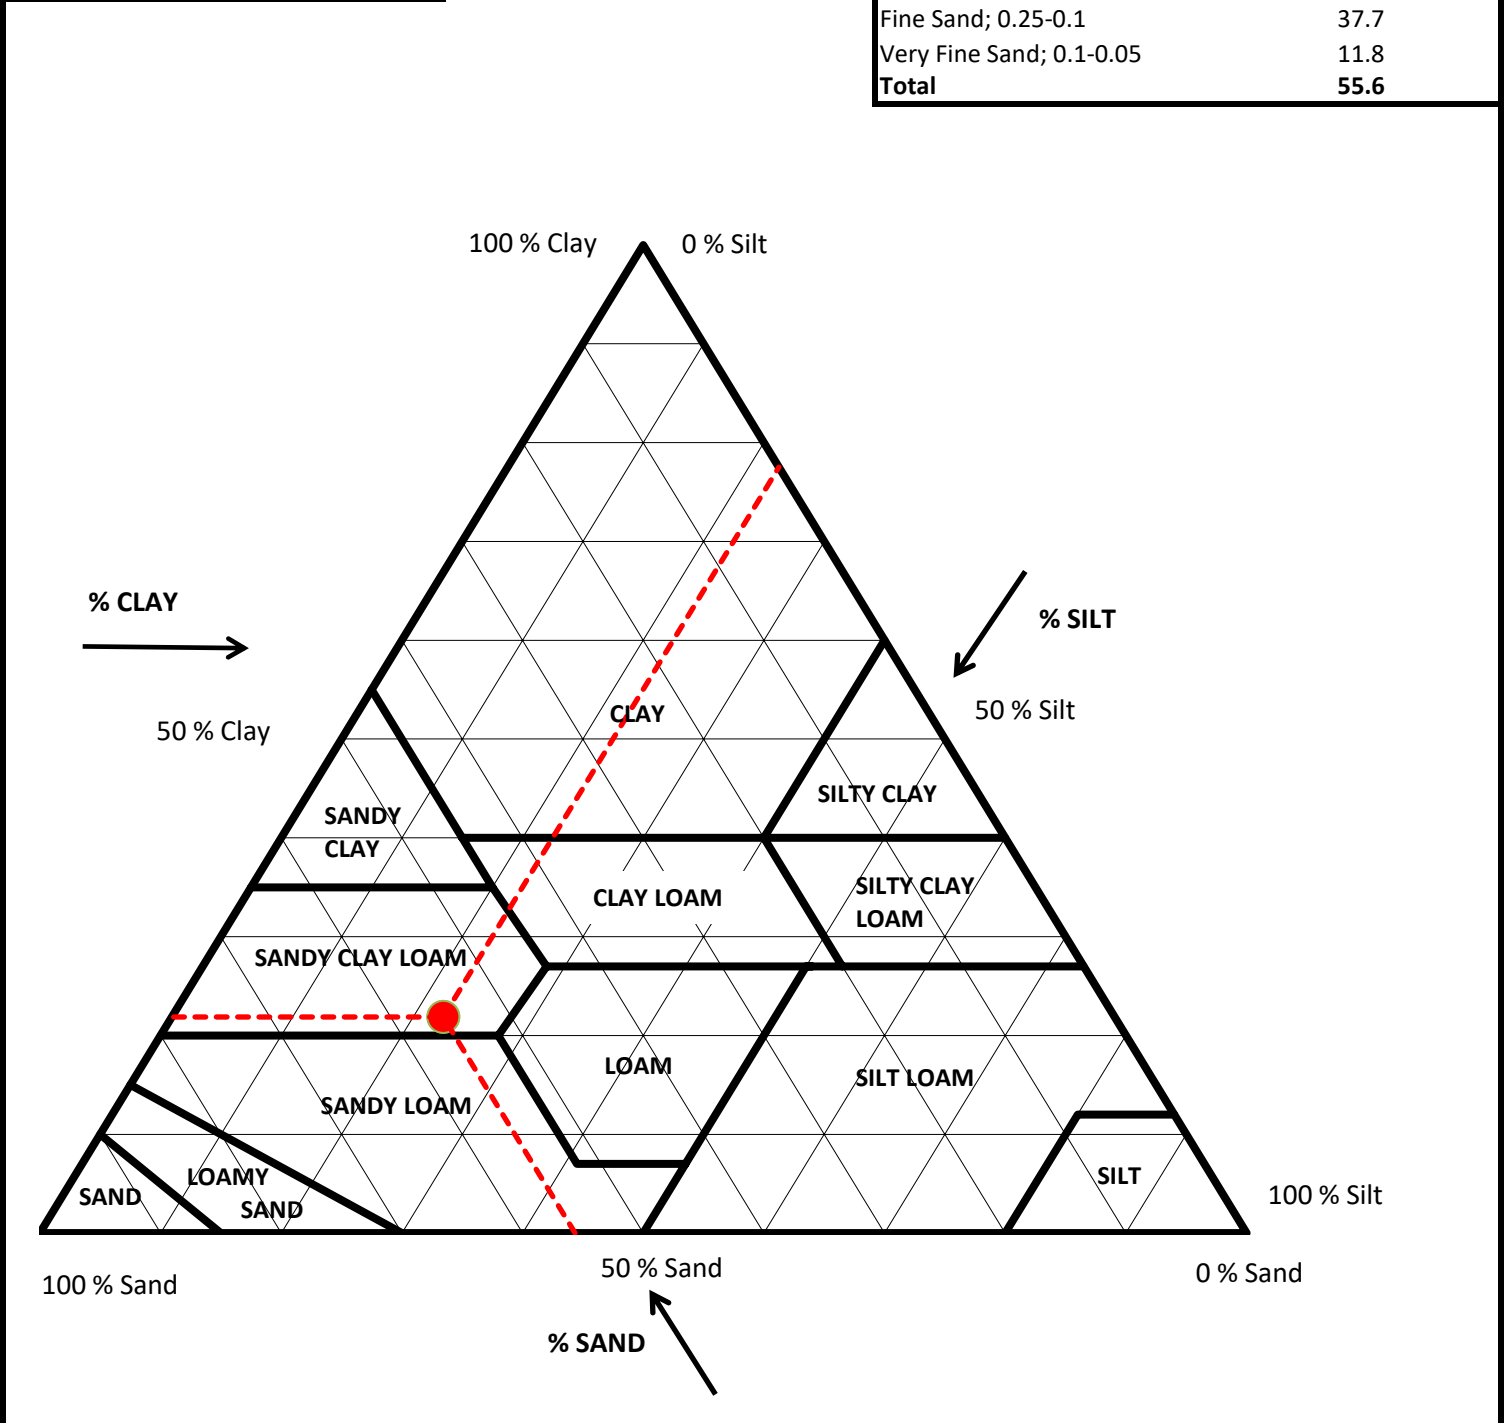 Fine Sand; 0.25-0.1 37.7
Very Fine Sand; 0.1-0.05 11.8
Total 55.6
100 % Clay 0 % Silt
% CLAY
% SILT
50 % Silt
50 % Clay
CLAY
SILTY CLAY
SANDY
CLAY
CLAY LOAM
SILTY CLAY
LOAM
SANDY CLAY LOAM
LOAM
SILT LOAM
SANDY LOAM
LOAMY
SAND
SAND
SILT
100 % Silt
100 % Sand
50 % Sand
0 % Sand
% SAND